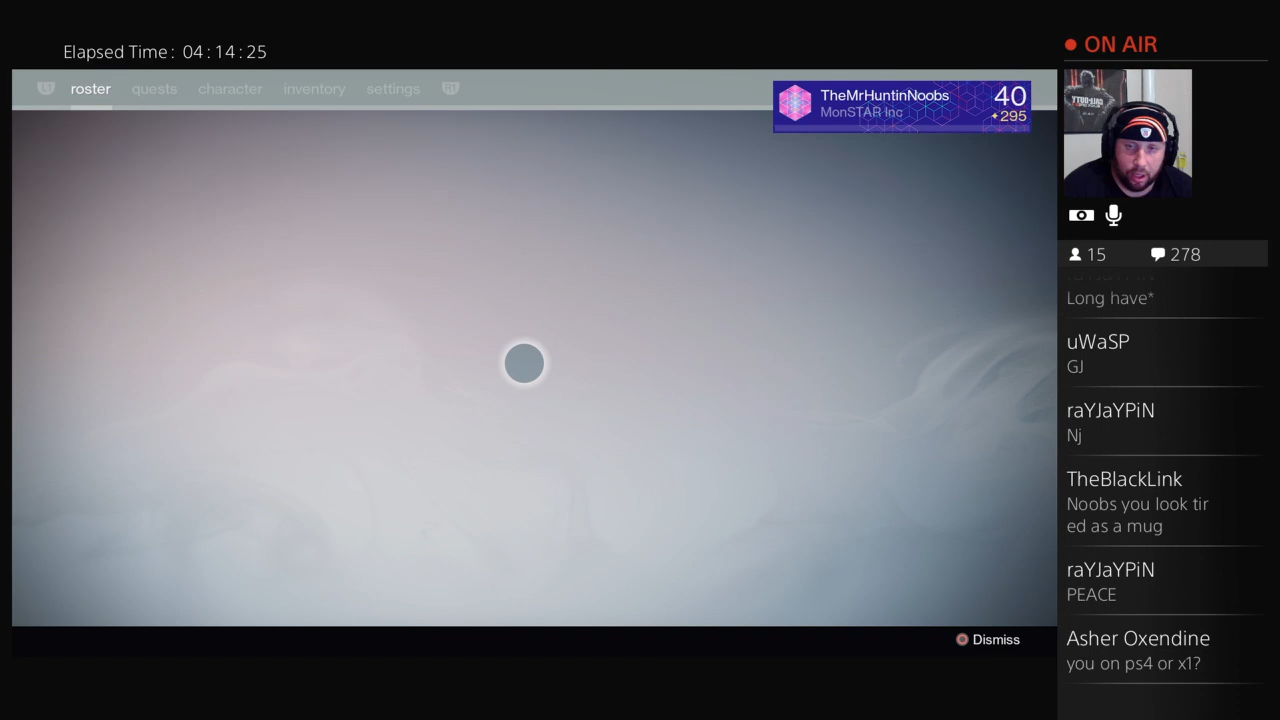 Elapsed Time: 04:14:25
ON AIR
roster quests character inventory settings
TheMrHuntinNoobs
MonSTAR Inc
40
295
15 278
Long have*
uWaSP
GJ
raYJaYPiN
Nj
TheBlackLink
Noobs you look tir
ed as a mug
raYJaYPiN
PEACE
Asher Oxendine
you on ps4 or x1?
Dismiss